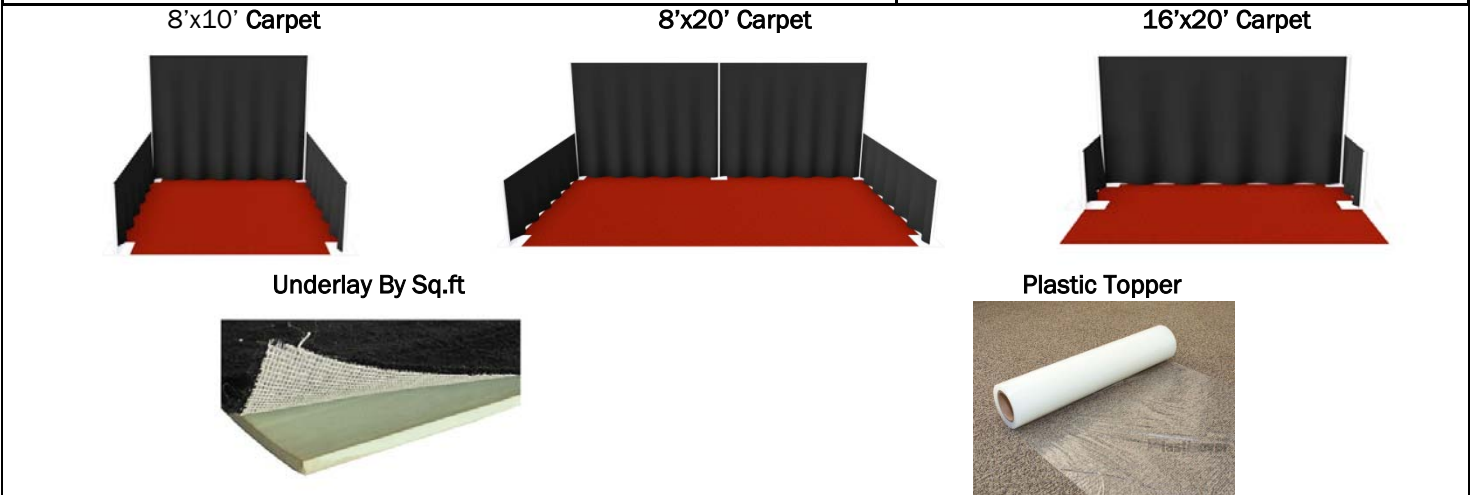 8’x10’ Carpet
8’x20’ Carpet
16’x20’ Carpet
Underlay By Sq.ft
Plastic Topper